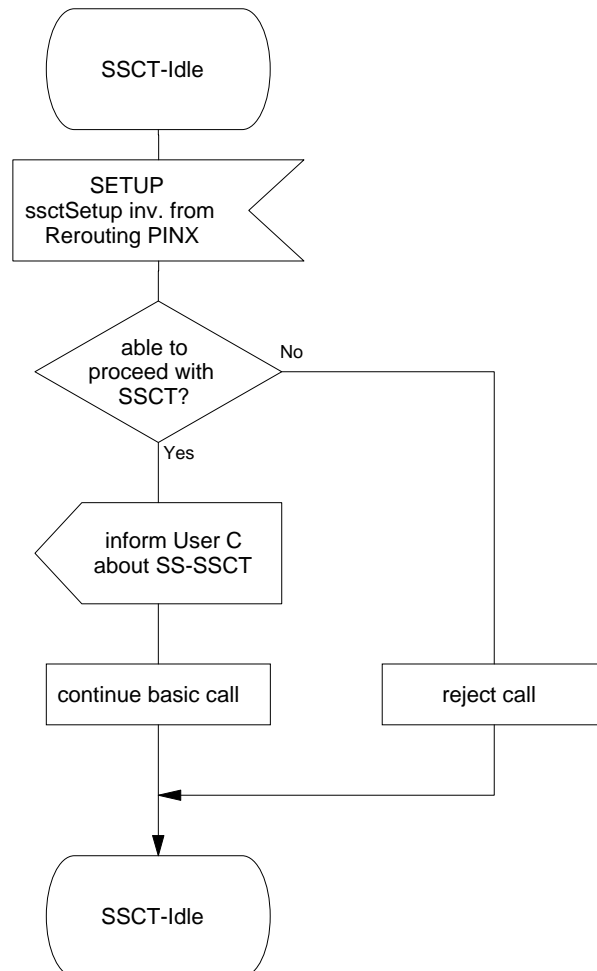 SSCT-Idle
SETUP
ssctSetup inv. from
Rerouting PINX
able to
proceed with
SSCT?
No
Yes
inform User C
about SS-SSCT
continue basic call
reject call
SSCT-Idle